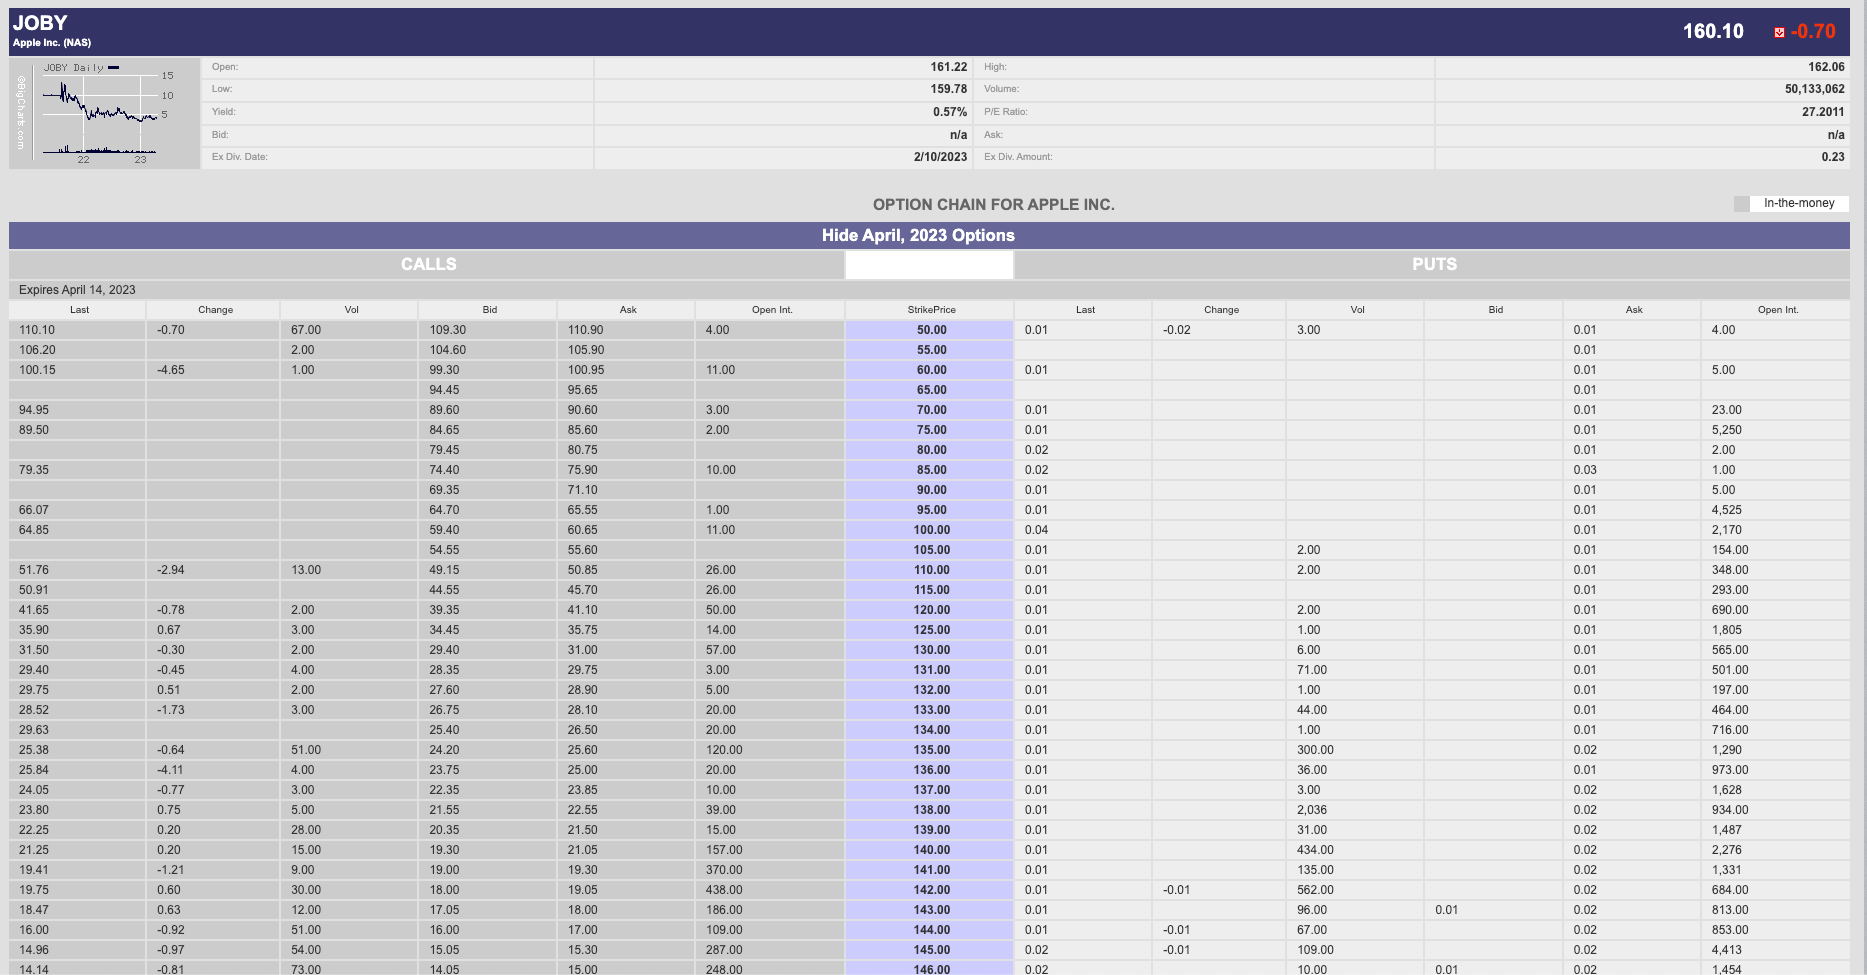 JOBY
Apple Inc. (NAS)
160.10 -0.70
JOBY Daily
15
10
5
22 23
@BigCharts.com
Open: 161.22 High: 162.06
Low: 159.78 Volume: 50,133,062
Yield: 0.57% P/E Ratio: 27.2011
Bid: n/a Ask: n/a
Ex Div. Date: 2/10/2023 Ex Div. Amount: 0.23
OPTION CHAIN FOR APPLE INC.
In-the-money
Hide April, 2023 Options
CALLS PUTS
Expires April 14, 2023
Last Change Vol Bid Ask Open Int. StrikePrice Last Change Vol Bid Ask Open Int.
110.10 -0.70 67.00 109.30 110.90 4.00 50.00 0.01 -0.02 3.00 0.01 4.00
106.20 2.00 104.60 105.90 55.00 0.01
100.15 -4.65 1.00 99.30 100.95 11.00 60.00 0.01 0.01 5.00
94.45 95.65 65.00 0.01
94.95 89.60 90.60 3.00 70.00 0.01 0.01 23.00
89.50 84.65 85.60 2.00 75.00 0.01 0.01 5,250
79.45 80.75 80.00 0.02 0.01 2.00
79.35 74.40 75.90 10.00 85.00 0.02 0.03 1.00
69.35 71.10 90.00 0.01 0.01 5.00
66.07 64.70 65.55 1.00 95.00 0.01 0.01 4,525
64.85 59.40 60.65 11.00 100.00 0.04 0.01 2,170
54.55 55.60 105.00 0.01 2.00 0.01 154.00
51.76 -2.94 13.00 49.15 50.85 26.00 110.00 0.01 2.00 0.01 348.00
50.91 44.55 45.70 26.00 115.00 0.01 0.01 293.00
41.65 -0.78 2.00 39.35 41.10 50.00 120.00 0.01 2.00 0.01 690.00
35.90 0.67 3.00 34.45 35.75 14.00 125.00 0.01 1.00 0.01 1,805
31.50 -0.30 2.00 29.40 31.00 57.00 130.00 0.01 6.00 0.01 565.00
29.40 -0.45 4.00 28.35 29.75 3.00 131.00 0.01 71.00 0.01 501.00
29.75 0.51 2.00 27.60 28.90 5.00 132.00 0.01 1.00 0.01 197.00
28.52 -1.73 3.00 26.75 28.10 20.00 133.00 0.01 44.00 0.01 464.00
29.63 25.40 26.50 20.00 134.00 0.01 1.00 0.01 716.00
25.38 -0.64 51.00 24.20 25.60 120.00 135.00 0.01 300.00 0.02 1,290
25.84 -4.11 4.00 23.75 25.00 20.00 136.00 0.01 36.00 0.01 973.00
24.05 -0.77 3.00 22.35 23.85 10.00 137.00 0.01 3.00 0.02 1,628
23.80 0.75 5.00 21.55 22.55 39.00 138.00 0.01 2,036 0.02 934.00
22.25 0.20 28.00 20.35 21.50 15.00 139.00 0.01 31.00 0.02 1,487
21.25 0.20 15.00 19.30 21.05 157.00 140.00 0.01 434.00 0.02 2,276
19.41 -1.21 9.00 19.00 19.30 370.00 141.00 0.01 135.00 0.02 1,331
19.75 0.60 30.00 18.00 19.05 438.00 142.00 0.01 -0.01 562.00 0.02 684.00
18.47 0.63 12.00 17.05 18.00 186.00 143.00 0.01 96.00 0.01 0.02 813.00
16.00 -0.92 51.00 16.00 17.00 109.00 144.00 0.01 -0.01 67.00 0.02 853.00
14.96 -0.97 54.00 15.05 15.30 287.00 145.00 0.02 -0.01 109.00 0.02 4,413
14.14 -0.81 73.00 14.05 15.00 248.00 146.00 0.02 10.00 0.01 0.02 1,454